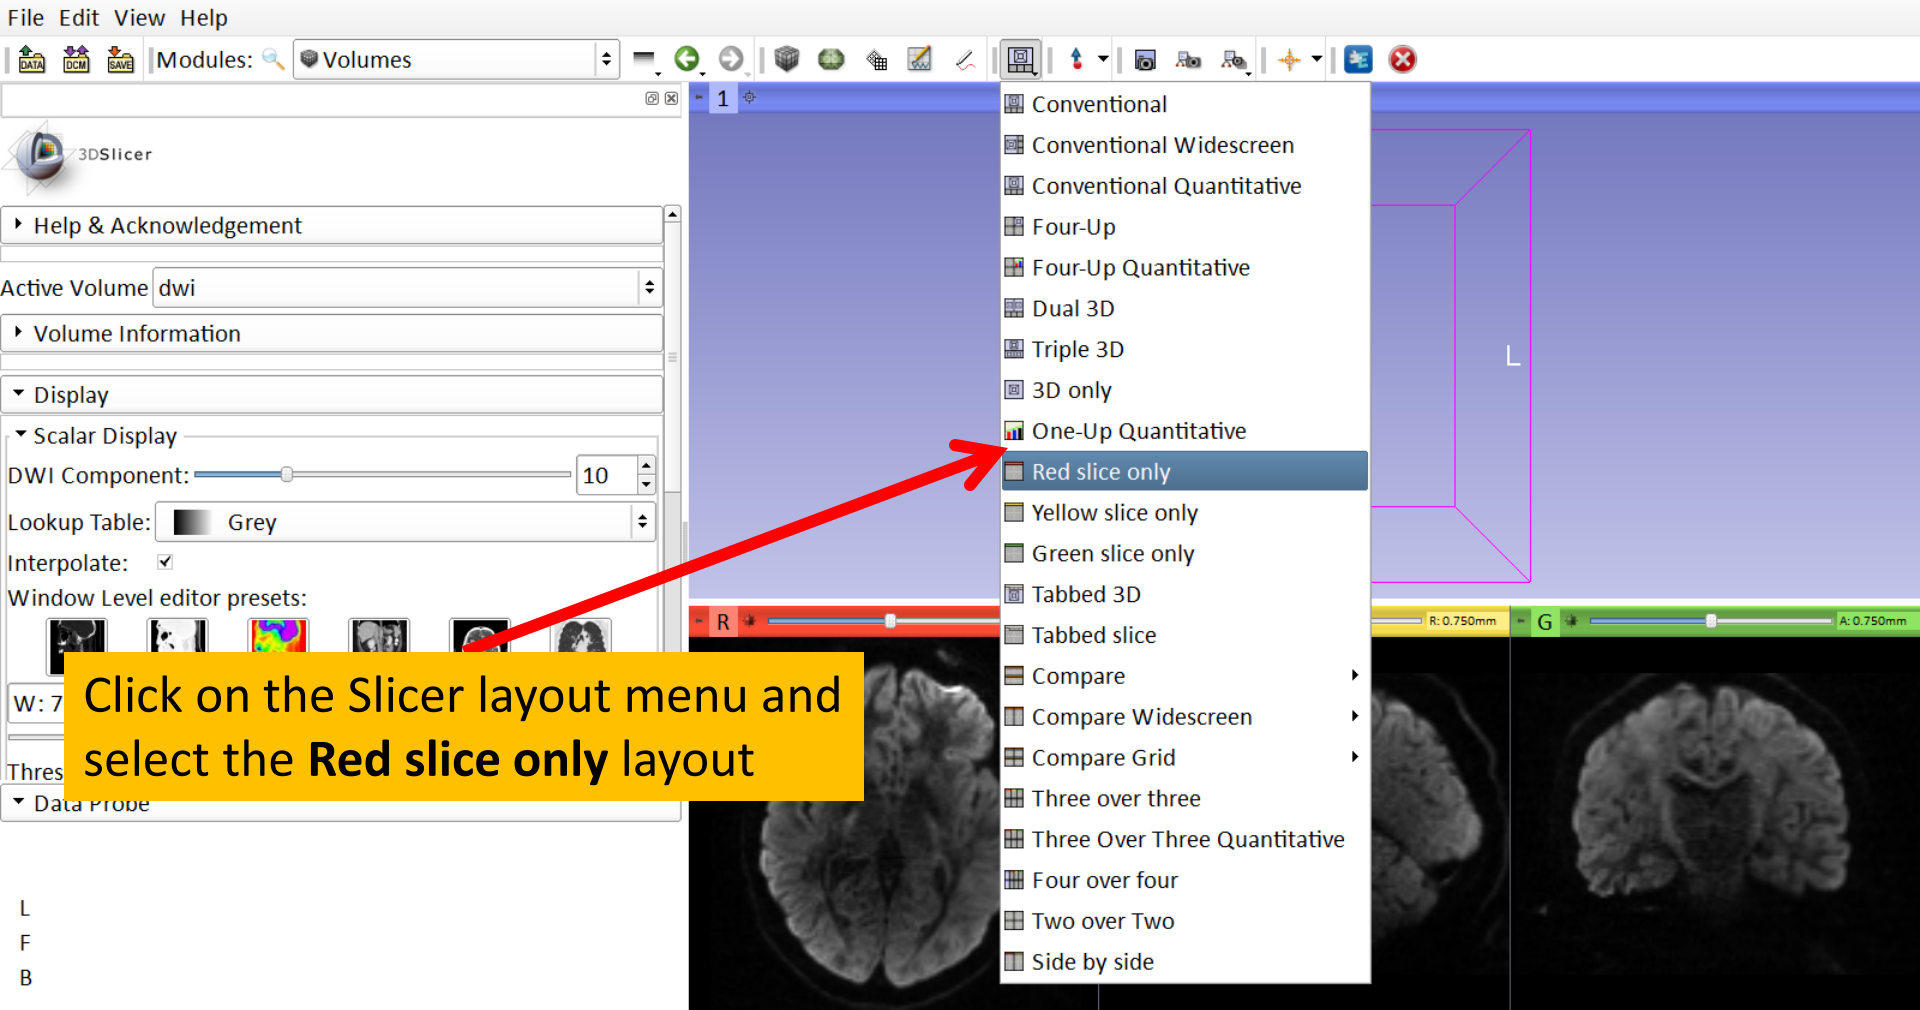 File Edit View Help
DATA DCM SAVE Modules: Volumes
1
3DSlicer
Help & Acknowledgement
Active Volume dwi
Volume Information
Display
Scalar Display
DWI Component: 10
Lookup Table: Grey
Interpolate:
Window Level editor presets:
W: 7
Thres
Data Probe
L
F
B
Click on the Slicer layout menu and
select the Red slice only layout
Conventional
Conventional Widescreen
Conventional Quantitative
Four-Up
Four-Up Quantitative
Dual 3D
Triple 3D
3D only
One-Up Quantitative
Red slice only
Yellow slice only
Green slice only
Tabbed 3D
Tabbed slice
Compare
Compare Widescreen
Compare Grid
Three over three
Three Over Three Quantitative
Four over four
Two over Two
Side by side
L
R
R: 0.750mm
G
A: 0.750mm